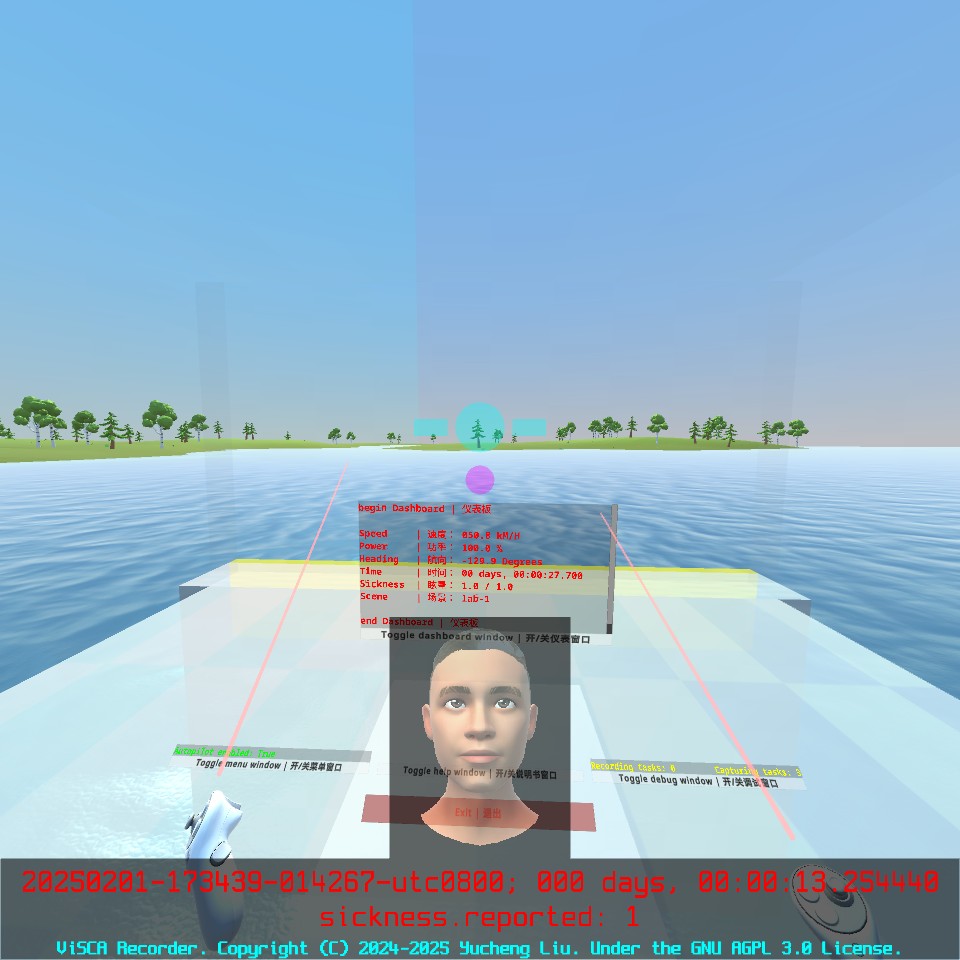 begin Dashboard | 仪表板
Speed | 速度: 050.8 kM/H
Power | 功率: 100.0 %
Heading | 航向: -129.9 Degrees
Time | 时间: 00 days, 00:00:27.700
Sickness | 眩晕: 1.0 / 1.0
Scene | 场景: lab-1
end Dashboard | 仪表板
Toggle dashboard window | 开/关仪表窗口
Autopilot enabled: True
Toggle menu window | 开/关菜单窗口
Toggle help window | 开/关说明书窗口
Recording tasks: 0 Capturing tasks: 3
Toggle debug window | 开/关调试窗口
Exit | 退出
20250201-173439-014267-utc0800; 000 days, 00:00:13.254440
sickness.reported: 1
ViSCA Recorder. Copyright (C) 2024-2025 Yucheng Liu. Under the GNU AGPL 3.0 License.